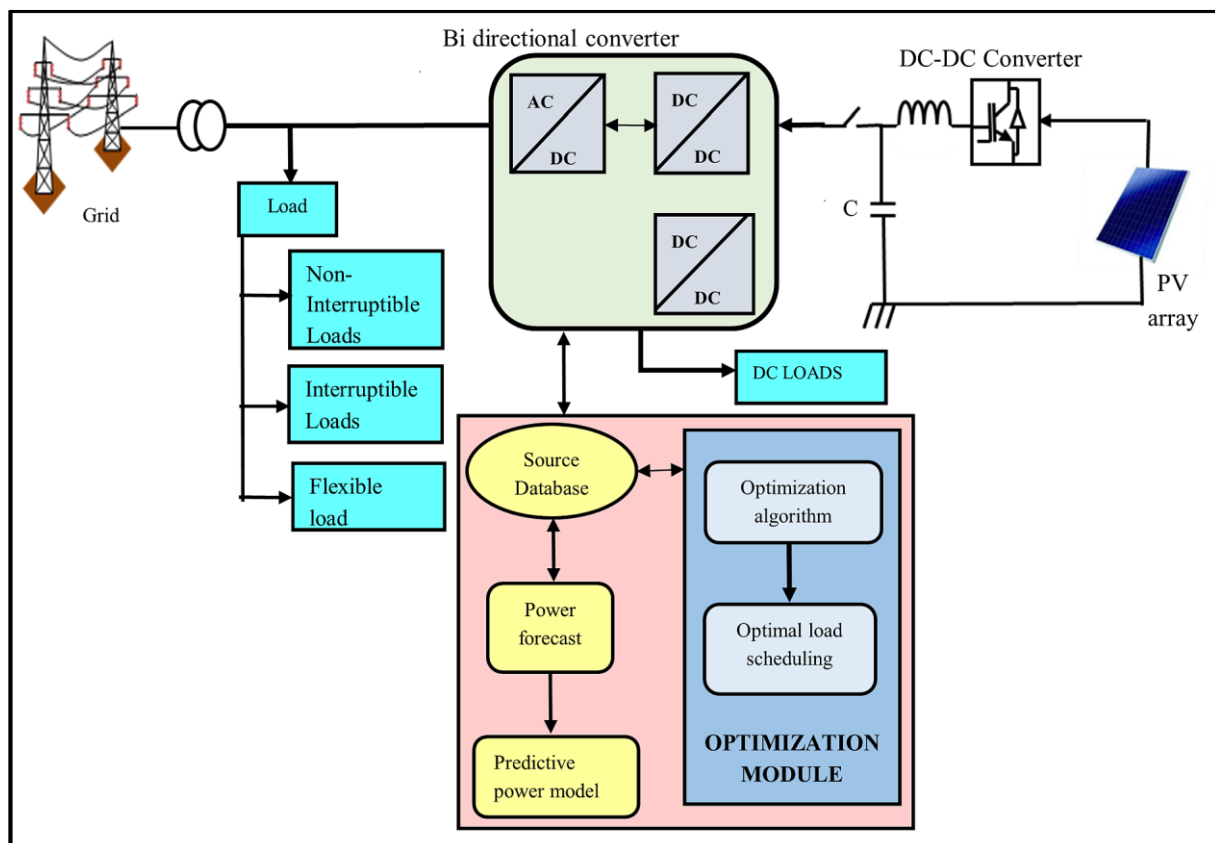 Bi directional converter
DC-DC Converter
AC
DC
DC
DC
DC
DC
Grid
Load
C
PV
array
Non-
Interruptible
Loads
Interruptible
Loads
Flexible
load
DC LOADS
Source
Database
Optimization
algorithm
Power
forecast
Optimal load
scheduling
Predictive
power model
OPTIMIZATION
MODULE